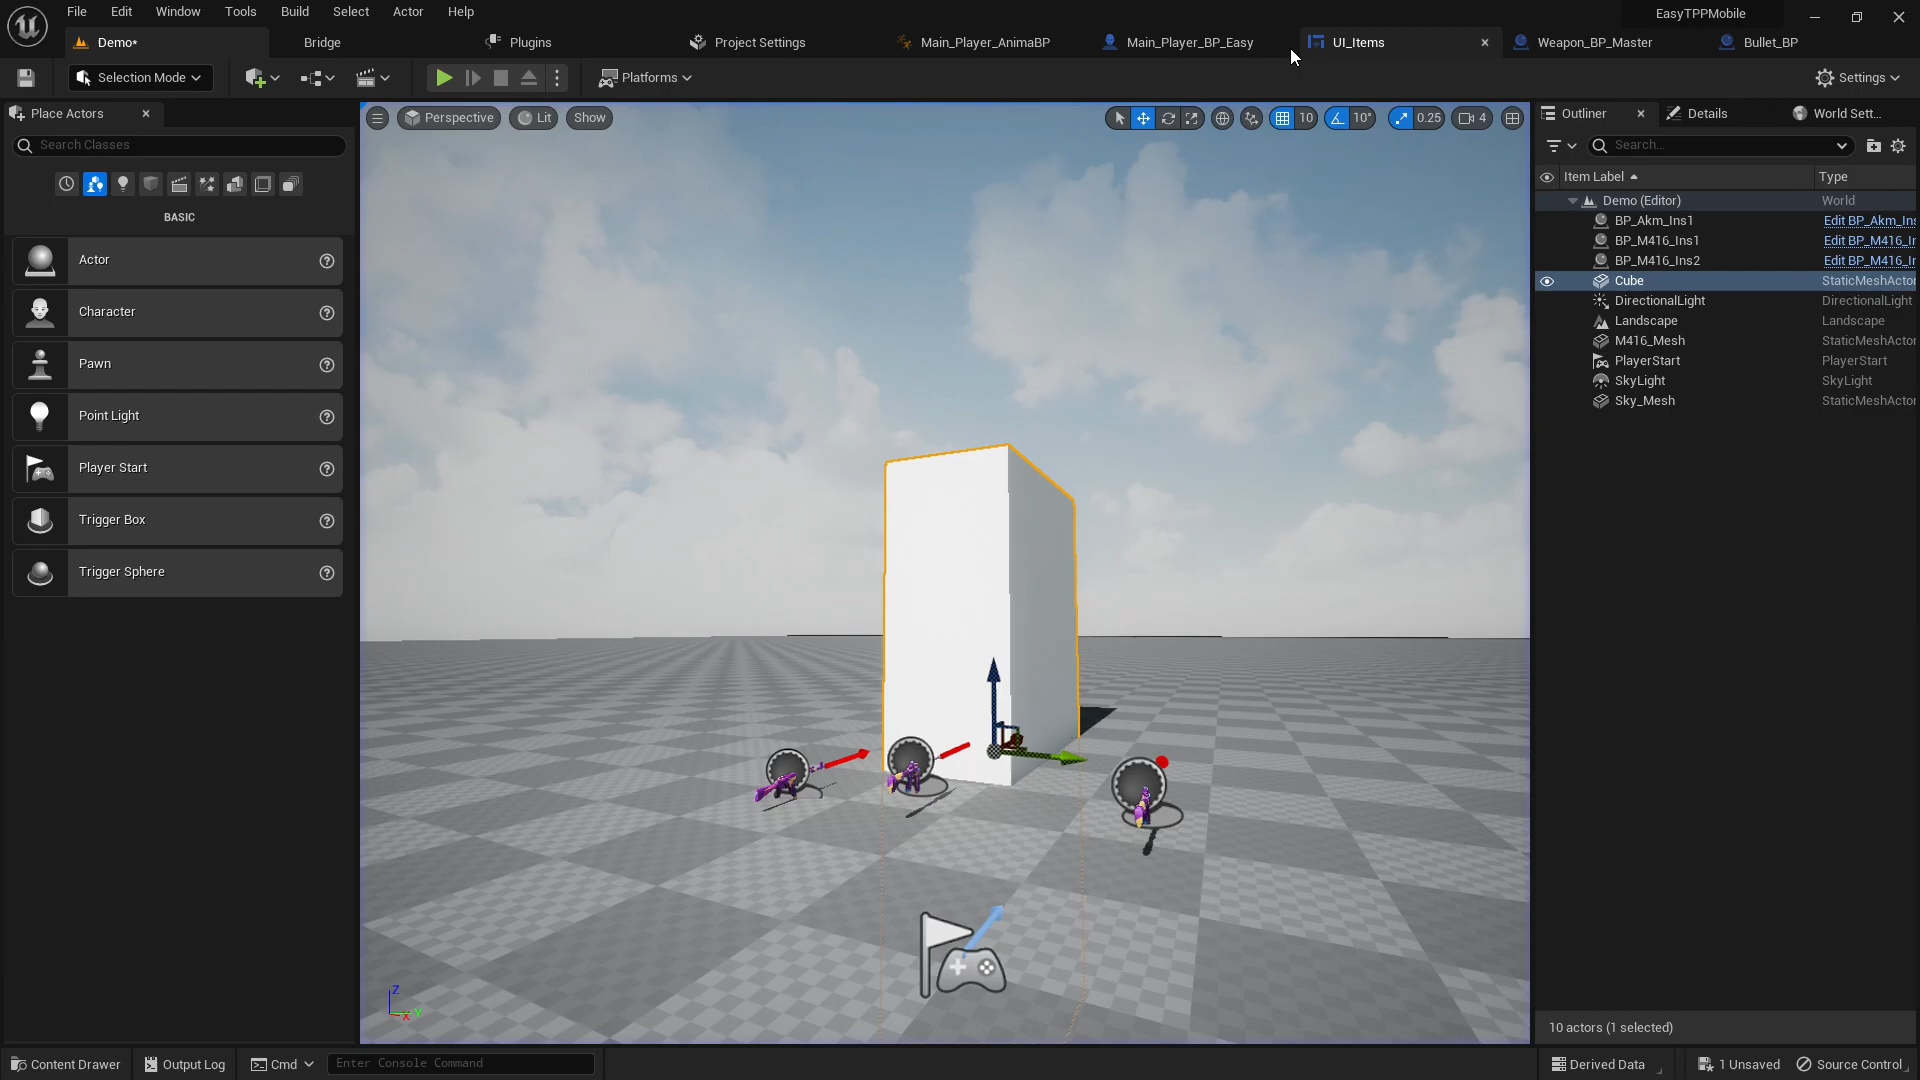 File Edit Window Tools Build Select Actor Help EasyTPPMobile
Demo* Bridge Plugins Project Settings Main_Player_AnimaBP Main_Player_BP_Easy UI_Items Weapon_BP_Master Bullet_BP
Selection Mode Platforms Settings
Place Actors
Search Classes
BASIC
Actor
Character
Pawn
Point Light
Player Start
Trigger Box
Trigger Sphere
Perspective Lit Show 10 10° 0.25 4
Z
X Y
Outliner Details World Sett...
Search...
Item Label Type
Demo (Editor) World
BP_Akm_Ins1 Edit BP_Akm_Ins
BP_M416_Ins1 Edit BP_M416_In
BP_M416_Ins2 Edit BP_M416_In
Cube StaticMeshActor
DirectionalLight DirectionalLight
Landscape Landscape
M416_Mesh StaticMeshActor
PlayerStart PlayerStart
SkyLight SkyLight
Sky_Mesh StaticMeshActor
10 actors (1 selected)
Content Drawer Output Log Cmd Enter Console Command Derived Data 1 Unsaved Source Control